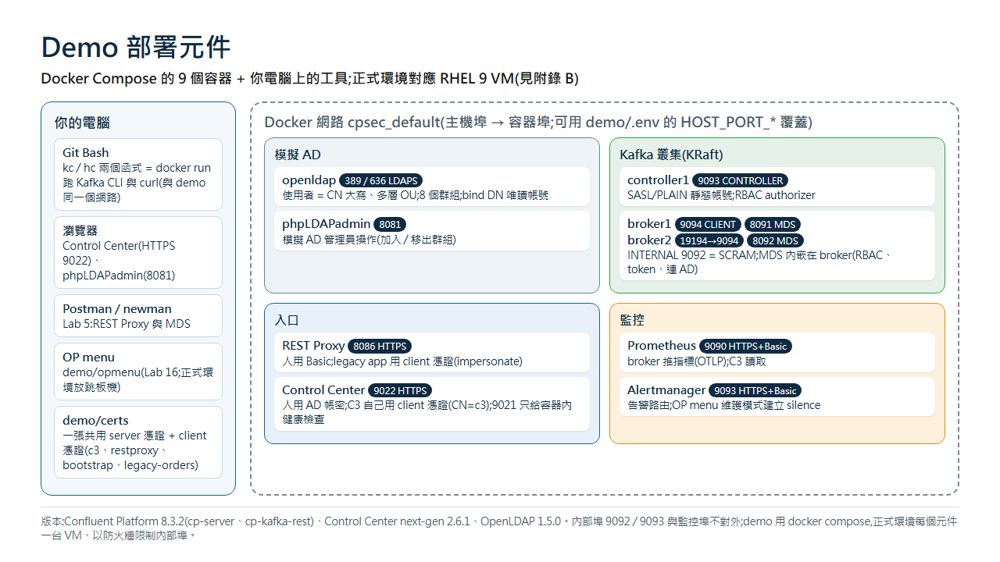 Demo 部署元件
Docker Compose 的 9 個容器 + 你電腦上的工具;正式環境對應 RHEL 9 VM(見附錄 B)
你的電腦
Git Bash
kc / hc 兩個函式 = docker run
跑 Kafka CLI 與 curl(與 demo
同一個網路)
瀏覽器
Control Center(HTTPS
9022)、
phpLDAPadmin(8081)
Postman / newman
Lab 5:REST Proxy 與 MDS
OP menu
demo/opmenu(Lab 16;正式環
境放跳板機)
demo/certs
一張共用 server 憑證 + client
憑證(c3、restproxy、
bootstrap、legacy-orders)
Docker 網路 cpsec_default(主機埠 → 容器埠;可用 demo/.env 的 HOST_PORT_* 覆蓋)
模擬 AD
openldap 389 / 636 LDAPS
使用者 = CN 大寫、多層 OU;8 個群組;bind DN 唯讀帳號
phpLDAPadmin 8081
模擬 AD 管理員操作(加入 / 移出群組)
Kafka 叢集(KRaft)
controller1 9093 CONTROLLER
SASL/PLAIN 靜態帳號;RBAC authorizer
broker1 9094 CLIENT 8091 MDS
broker2 19194→9094 8092 MDS
INTERNAL 9092 = SCRAM;MDS 內嵌在 broker(RBAC、
token、連 AD)
入口
REST Proxy 8086 HTTPS
人用 Basic;legacy app 用 client 憑證(impersonate)
Control Center 9022 HTTPS
人用 AD 帳密;C3 自己用 client 憑證(CN=c3);9021 只給容器內
健康檢查
監控
Prometheus 9090 HTTPS+Basic
broker 推指標(OTLP);C3 讀取
Alertmanager 9093 HTTPS+Basic
告警路由;OP menu 維護模式建立 silence
版本:Confluent Platform 8.3.2(cp-server、cp-kafka-rest)、Control Center next-gen 2.6.1、OpenLDAP 1.5.0。內部埠 9092 / 9093 與監控埠不對外;demo 用 docker compose,正式環境每個元件
一台 VM、以防火牆限制內部埠。